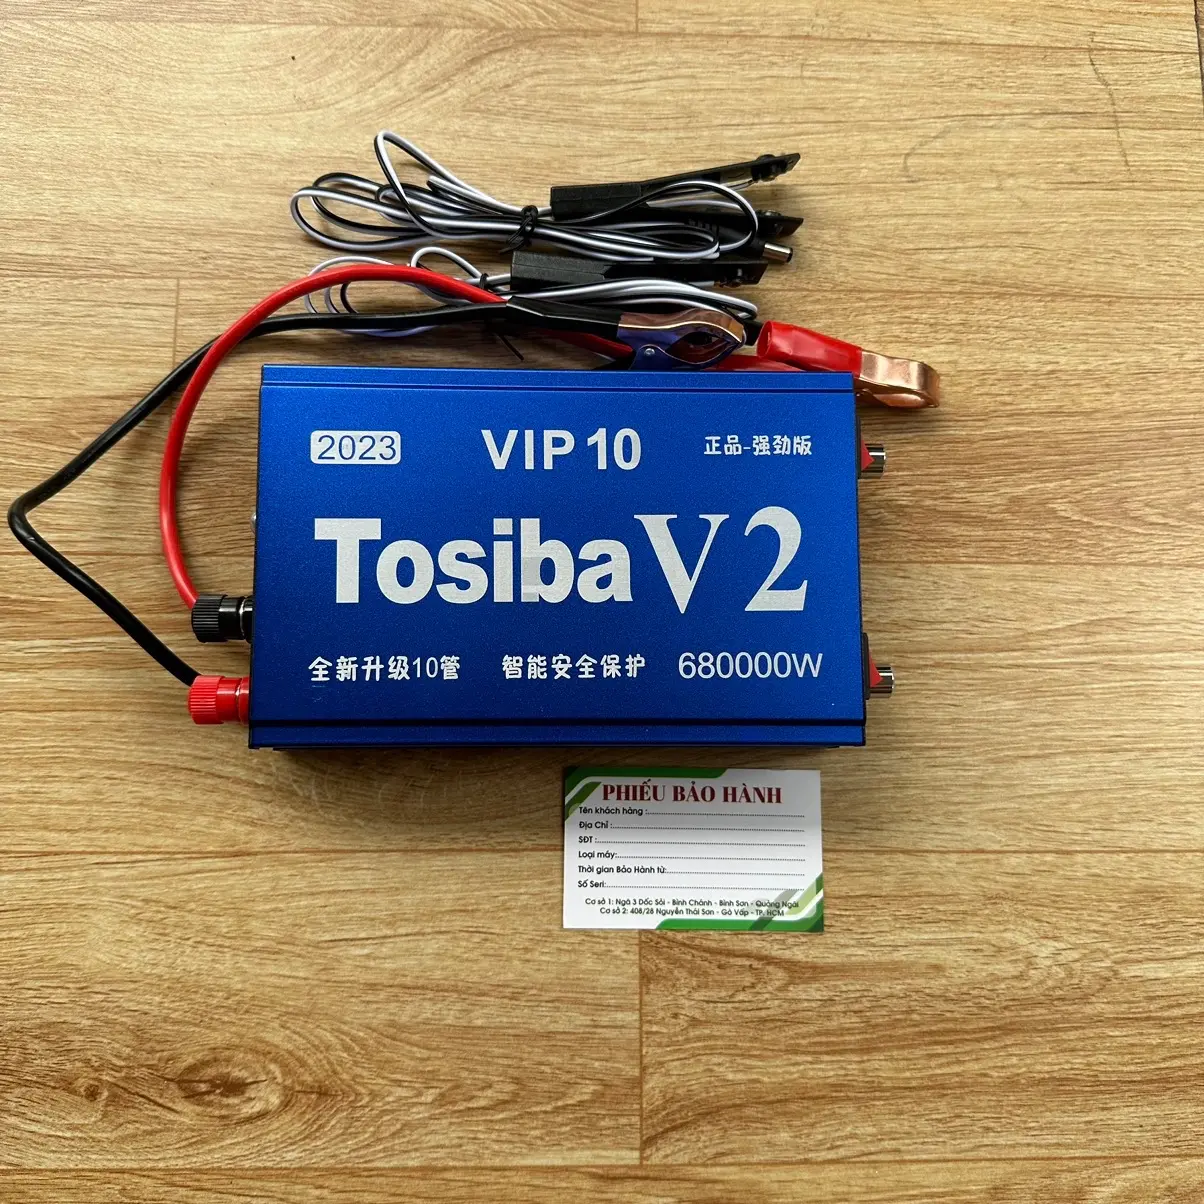 2023
VIP 10
正品-强劲版
Tosiba V2
全新升级10管
智能安全保护
680000W
PHIẾU BẢO HÀNH
Tên khách hàng :
Địa Chỉ :
SĐT :
Loại máy:
Thời gian Bảo Hành từ:
Số Seri:
Cơ sở 1: Ngã 3 Dốc Sỏi - Bình Chánh - Bình Sơn - Quảng Ngãi
Cơ sở 2: 408/28 Nguyễn Thái Sơn - Gò Vấp - TP. HCM